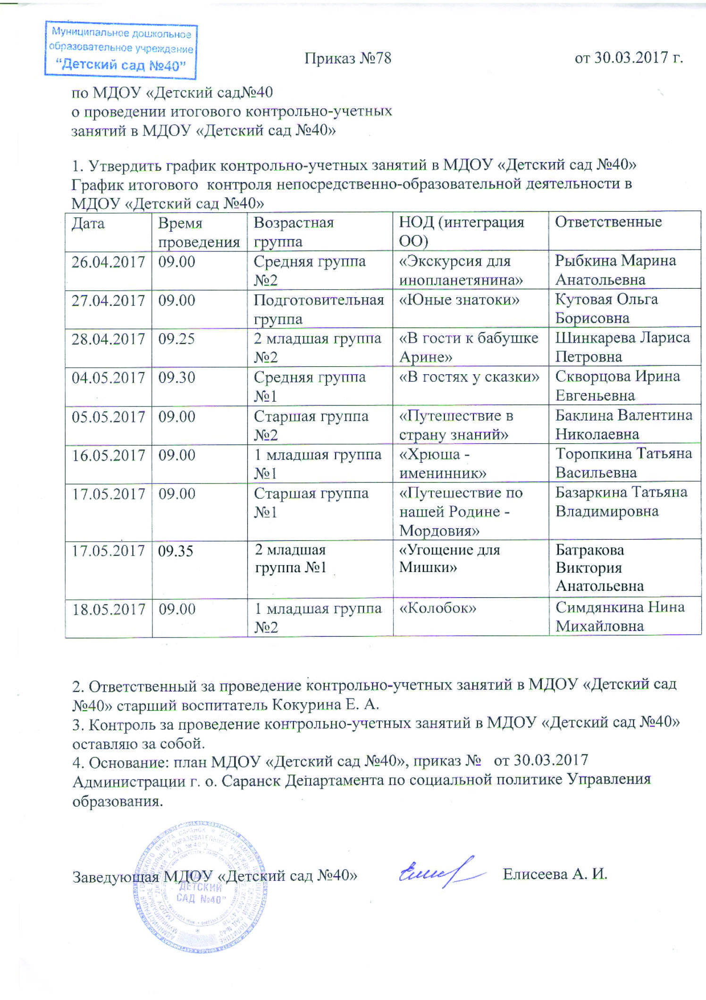 Муниципальное дошкольное
образовательное учреждение
“Детский сад №40”
Приказ №78
от 30.03.2017 г.
по МДОУ «Детский сад№40
о проведении итогового контрольно-учетных
занятий в МДОУ «Детский сад №40»
1. Утвердить график контрольно-учетных занятий в МДОУ «Детский сад №40»
График итогового контроля непосредственно-образовательной деятельности в
МДОУ «Детский сад №40»
Дата Время Возрастная НОД (интеграция Ответственные
проведения группа ОО)
26.04.2017 09.00 Средняя группа «Экскурсия для Рыбкина Марина
№2 инопланетянина» Анатольевна
27.04.2017 09.00 Подготовительная «Юные знатоки» Кутовая Ольга
группа Борисовна
28.04.2017 09.25 2 младшая группа «В гости к бабушке Шинкарева Лариса
№2 Арине» Петровна
04.05.2017 09.30 Средняя группа «В гостях у сказки» Скворцова Ирина
№1 Евгеньевна
05.05.2017 09.00 Старшая группа «Путешествие в Баклина Валентина
№2 страну знаний» Николаевна
16.05.2017 09.00 1 младшая группа «Хрюша - Торопкина Татьяна
№1 именинник» Васильевна
17.05.2017 09.00 Старшая группа «Путешествие по Базаркина Татьяна
№1 нашей Родине - Владимировна
Мордовия»
17.05.2017 09.35 2 младшая «Угощение для Батракова
группа №1 Мишки» Виктория
Анатольевна
18.05.2017 09.00 1 младшая группа «Колобок» Симдянкина Нина
№2 Михайловна
2. Ответственный за проведение контрольно-учетных занятий в МДОУ «Детский сад
№40» старший воспитатель Кокурина Е. А.
3. Контроль за проведение контрольно-учетных занятий в МДОУ «Детский сад №40»
оставляю за собой.
4. Основание: план МДОУ «Детский сад №40», приказ № от 30.03.2017
Администрации г. о. Саранск Департамента по социальной политике Управления
образования.
Заведующая МДОУ «Детский сад №40» Елисеева А. И.
"ДЕТСКИЙ
САД №40"